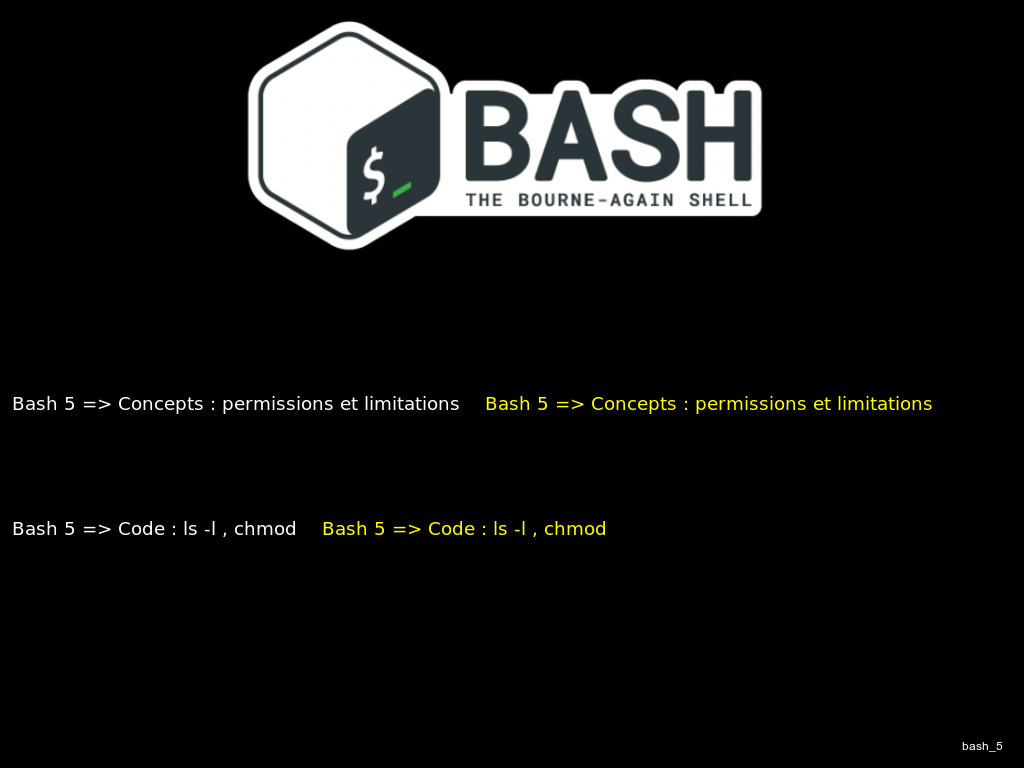 $_
BASH
THE BOURNE-AGAIN SHELL
Bash 5 => Concepts : permissions et limitations Bash 5 => Concepts : permissions et limitations
Bash 5 => Code : ls -l , chmod Bash 5 => Code : ls -l , chmod
bash_5